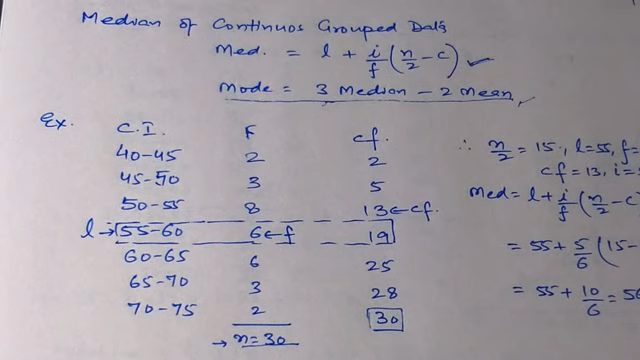 Median of Continuos Grouped Data
Med. = l + i/f (n/2 - c) ✓
Mode = 3 Median - 2 Mean
Ex.
C.I. F cf.
40-45 2 2
45-50 3 5
50-55 8 13 ← cf.
l → 55-60 6 ← f 19
60-65 6 25
65-70 3 28
70-75 2 30
→ n = 30
∴ n/2 = 15, l = 55, f =
cf = 13, i =
Med = l + i/f (n/2 - c
= 55 + 5/6 (15 -
= 55 + 10/6 =